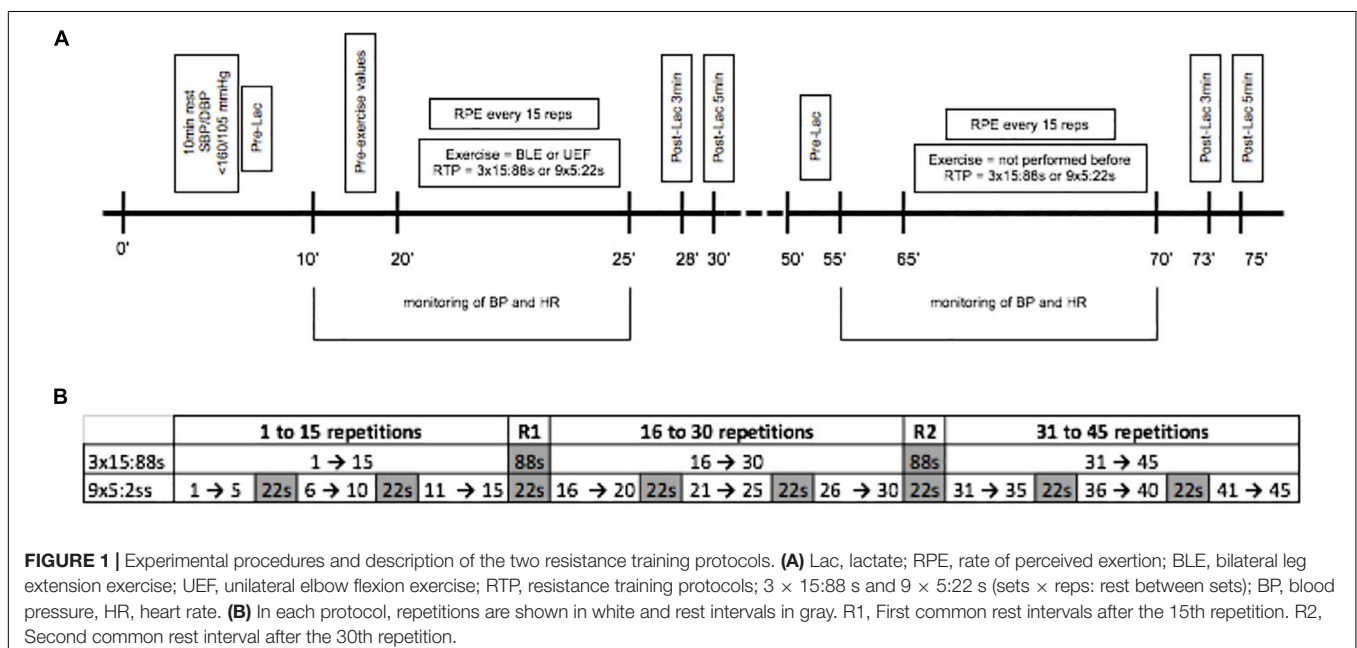 A
10min rest
SBP/DBP
<160/105 mmHg
Pre-Lac
Pre-exercise values
RPE every 15 reps
Exercise = BLE or UEF
RTP = 3x15:88s or 9x5:22s
Post-Lac 3min
Post-Lac 5min
Pre-Lac
RPE every 15 reps
Exercise = not performed before
RTP = 3x15:88s or 9x5:22s
Post-Lac 3min
Post-Lac 5min
0' 10' 20' 25' 28' 30' 50' 55' 65' 70' 73' 75'
monitoring of BP and HR monitoring of BP and HR
B
1 to 15 repetitions R1 16 to 30 repetitions R2 31 to 45 repetitions
3x15:88s 1 → 15 88s 16 → 30 88s 31 → 45
9x5:2ss 1 → 5 22s 6 → 10 22s 11 → 15 22s 16 → 20 22s 21 → 25 22s 26 → 30 22s 31 → 35 22s 36 → 40 22s 41 → 45
FIGURE 1 | Experimental procedures and description of the two resistance training protocols. (A) Lac, lactate; RPE, rate of perceived exertion; BLE, bilateral leg
extension exercise; UEF, unilateral elbow flexion exercise; RTP, resistance training protocols; 3 × 15:88 s and 9 × 5:22 s (sets × reps: rest between sets); BP, blood
pressure, HR, heart rate. (B) In each protocol, repetitions are shown in white and rest intervals in gray. R1, First common rest intervals after the 15th repetition. R2,
Second common rest interval after the 30th repetition.